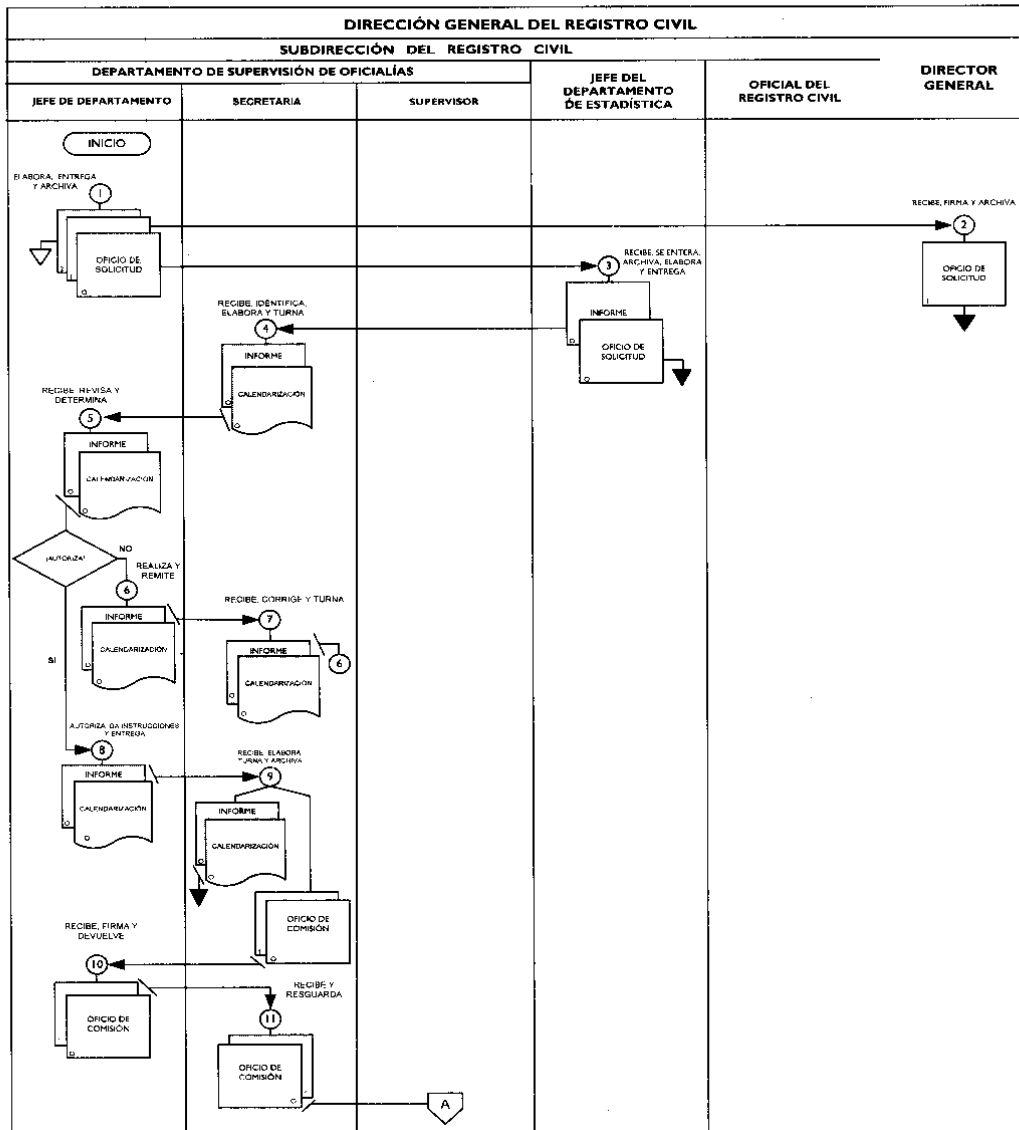 DIRECCIÓN GENERAL DEL REGISTRO CIVIL
SUBDIRECCIÓN DEL REGISTRO CIVIL
DEPARTAMENTO DE SUPERVISIÓN DE OFICIALÍAS
JEFE DE DEPARTAMENTO
SECRETARIA
SUPERVISOR
JEFE DEL
DEPARTAMENTO
DE ESTADÍSTICA
OFICIAL DEL
REGISTRO CIVIL
DIRECTOR
GENERAL
INICIO
ELABORA, ENTREGA
Y ARCHIVA
1
2
1
OFICIO DE
SOLICITUD
O
RECIBE, FIRMA Y ARCHIVA
2
OFICIO DE
SOLICITUD
1
RECIBE, SE ENTERA,
ARCHIVA, ELABORA
Y ENTREGA
3
INFORME
O
OFICIO DE
SOLICITUD
O
RECIBE, IDENTIFICA,
ELABORA Y TURNA
4
INFORME
O
CALENDARIZACIÓN
O
RECIBE, REVISA Y
DETERMINA
5
INFORME
O
CALENDARIZACIÓN
O
¿AUTORIZA?
NO
REALIZA Y
REMITE
6
INFORME
O
CALENDARIZACIÓN
O
RECIBE, CORRIGE Y TURNA
7
INFORME
O
CALENDARIZACIÓN
O
6
SI
AUTORIZA, DA INSTRUCCIONES
Y ENTREGA
8
INFORME
O
CALENDARIZACIÓN
O
RECIBE, ELABORA
TURNA Y ARCHIVA
9
INFORME
O
CALENDARIZACIÓN
O
OFICIO DE
COMISIÓN
1
O
RECIBE, FIRMA Y
DEVUELVE
10
OFICIO DE
COMISIÓN
O
RECIBE Y
RESGUARDA
11
OFICIO DE
COMISIÓN
O
A